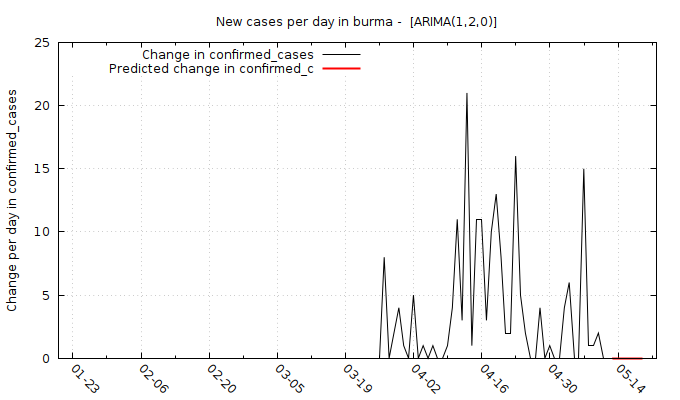 New cases per day in burma - [ARIMA(1,2,0)]
Change in confirmed_cases
Predicted change in confirmed_c
Change per day in confirmed_cases
25
20
15
10
5
0
01-23 02-06 02-20 03-05 03-19 04-02 04-16 04-30 05-14